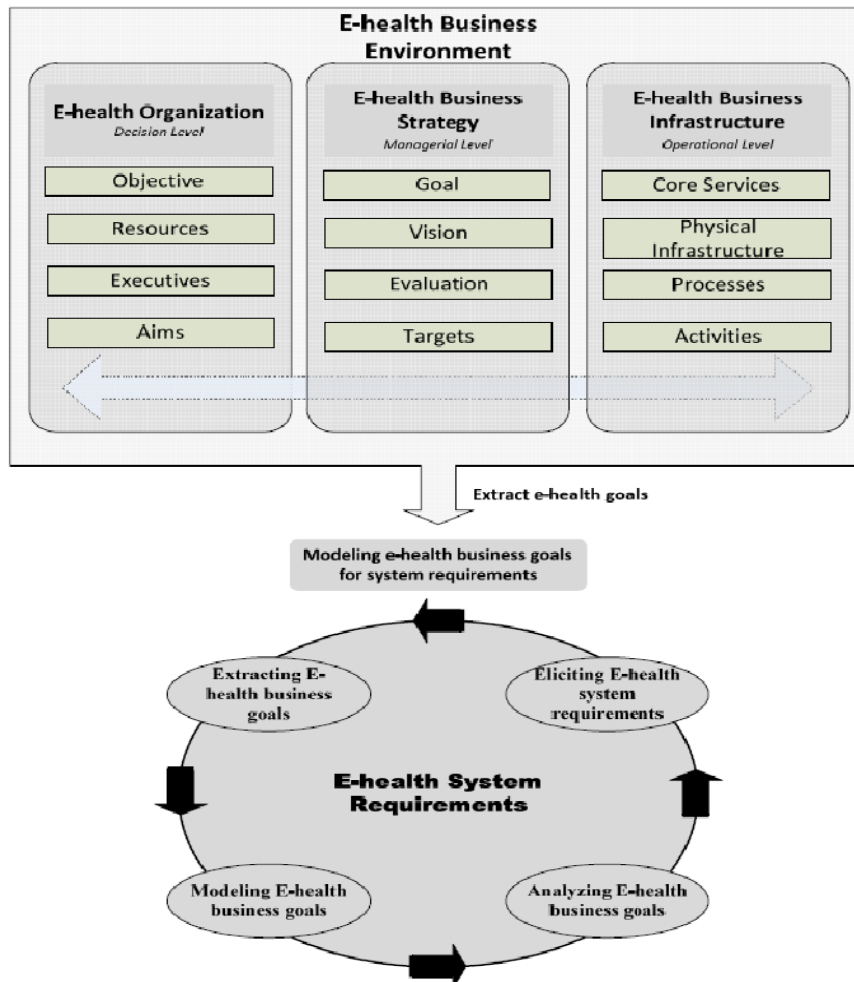 E-health Business
Environment
E-health Organization
Decision Level
Objective
Resources
Executives
Aims
E-health Business
Strategy
Managerial Level
Goal
Vision
Evaluation
Targets
E-health Business
Infrastructure
Operational Level
Core Services
Physical
Infrastructure
Processes
Activities
Extract e-health goals
Modeling e-health business goals
for system requirements
Extracting E-
health business
goals
Eliciting E-health
system
requirements
E-health System
Requirements
Modeling E-health
business goals
Analyzing E-health
business goals